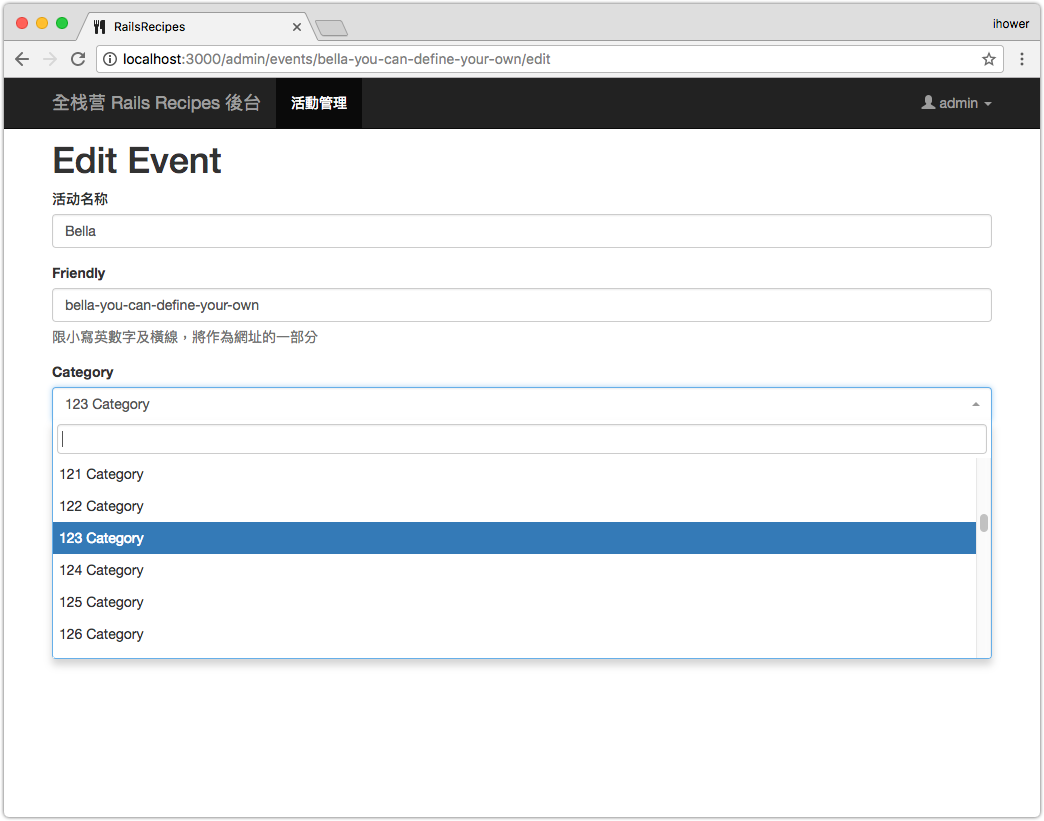 RailsRecipes
ihower
localhost:3000/admin/events/bella-you-can-define-your-own/edit
全栈营 Rails Recipes 後台
活動管理
admin
Edit Event
活动名称
Bella
Friendly
bella-you-can-define-your-own
限小寫英數字及橫線，將作為網址的一部分
Category
123 Category
121 Category
122 Category
123 Category
124 Category
125 Category
126 Category